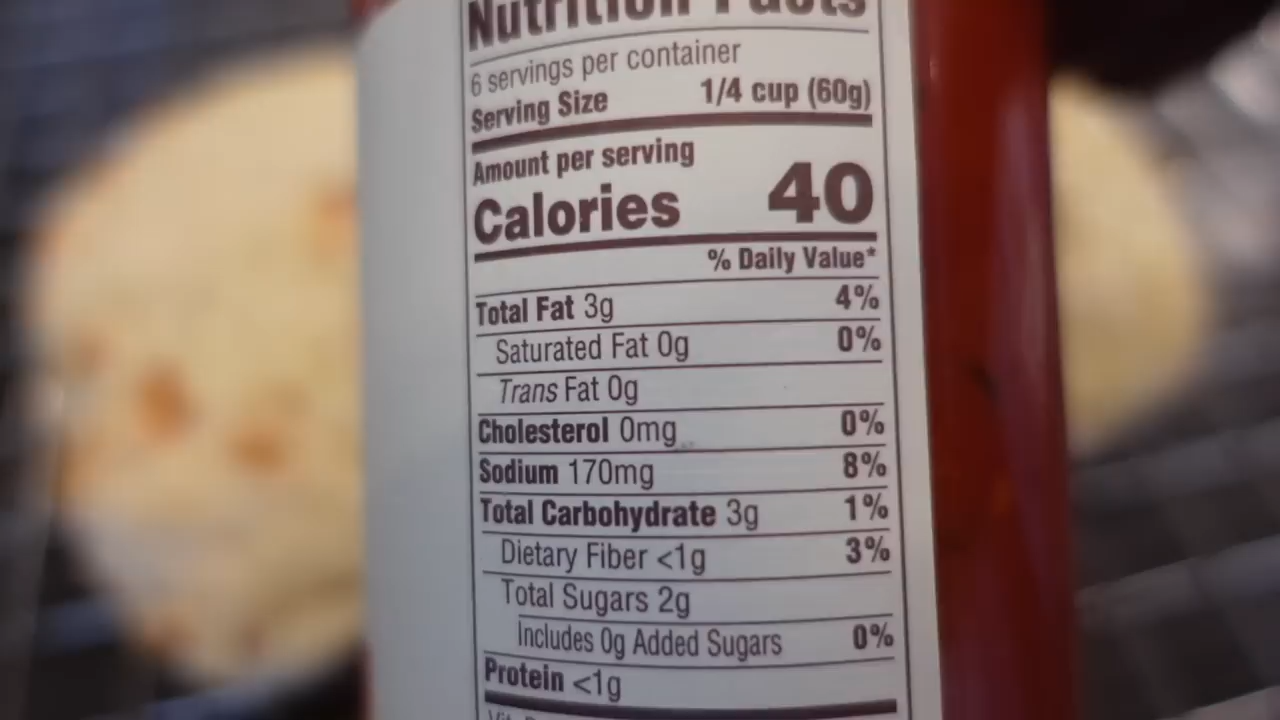 Nutrition Facts
6 servings per container
Serving Size 1/4 cup (60g)
Amount per serving
Calories 40
% Daily Value*
Total Fat 3g 4%
Saturated Fat 0g 0%
Trans Fat 0g
Cholesterol 0mg 0%
Sodium 170mg 8%
Total Carbohydrate 3g 1%
Dietary Fiber <1g 3%
Total Sugars 2g
Includes 0g Added Sugars 0%
Protein <1g